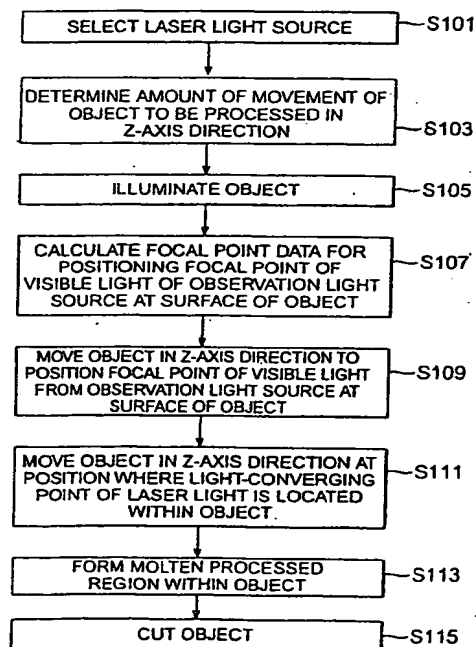 SELECT LASER LIGHT SOURCE
S101
DETERMINE AMOUNT OF MOVEMENT OF
OBJECT TO BE PROCESSED IN
Z-AXIS DIRECTION
S103
ILLUMINATE OBJECT
S105
CALCULATE FOCAL POINT DATA FOR
POSITIONING FOCAL POINT OF
VISIBLE LIGHT OF OBSERVATION LIGHT
SOURCE AT SURFACE OF OBJECT
S107
MOVE OBJECT IN Z-AXIS DIRECTION TO
POSITION FOCAL POINT OF VISIBLE LIGHT
FROM OBSERVATION LIGHT SOURCE AT
SURFACE OF OBJECT
S109
MOVE OBJECT IN Z-AXIS DIRECTION AT
POSITION WHERE LIGHT-CONVERGING
POINT OF LASER LIGHT IS LOCATED
WITHIN OBJECT.
S111
FORM MOLTEN PROCESSED
REGION WITHIN OBJECT
S113
CUT OBJECT
S115